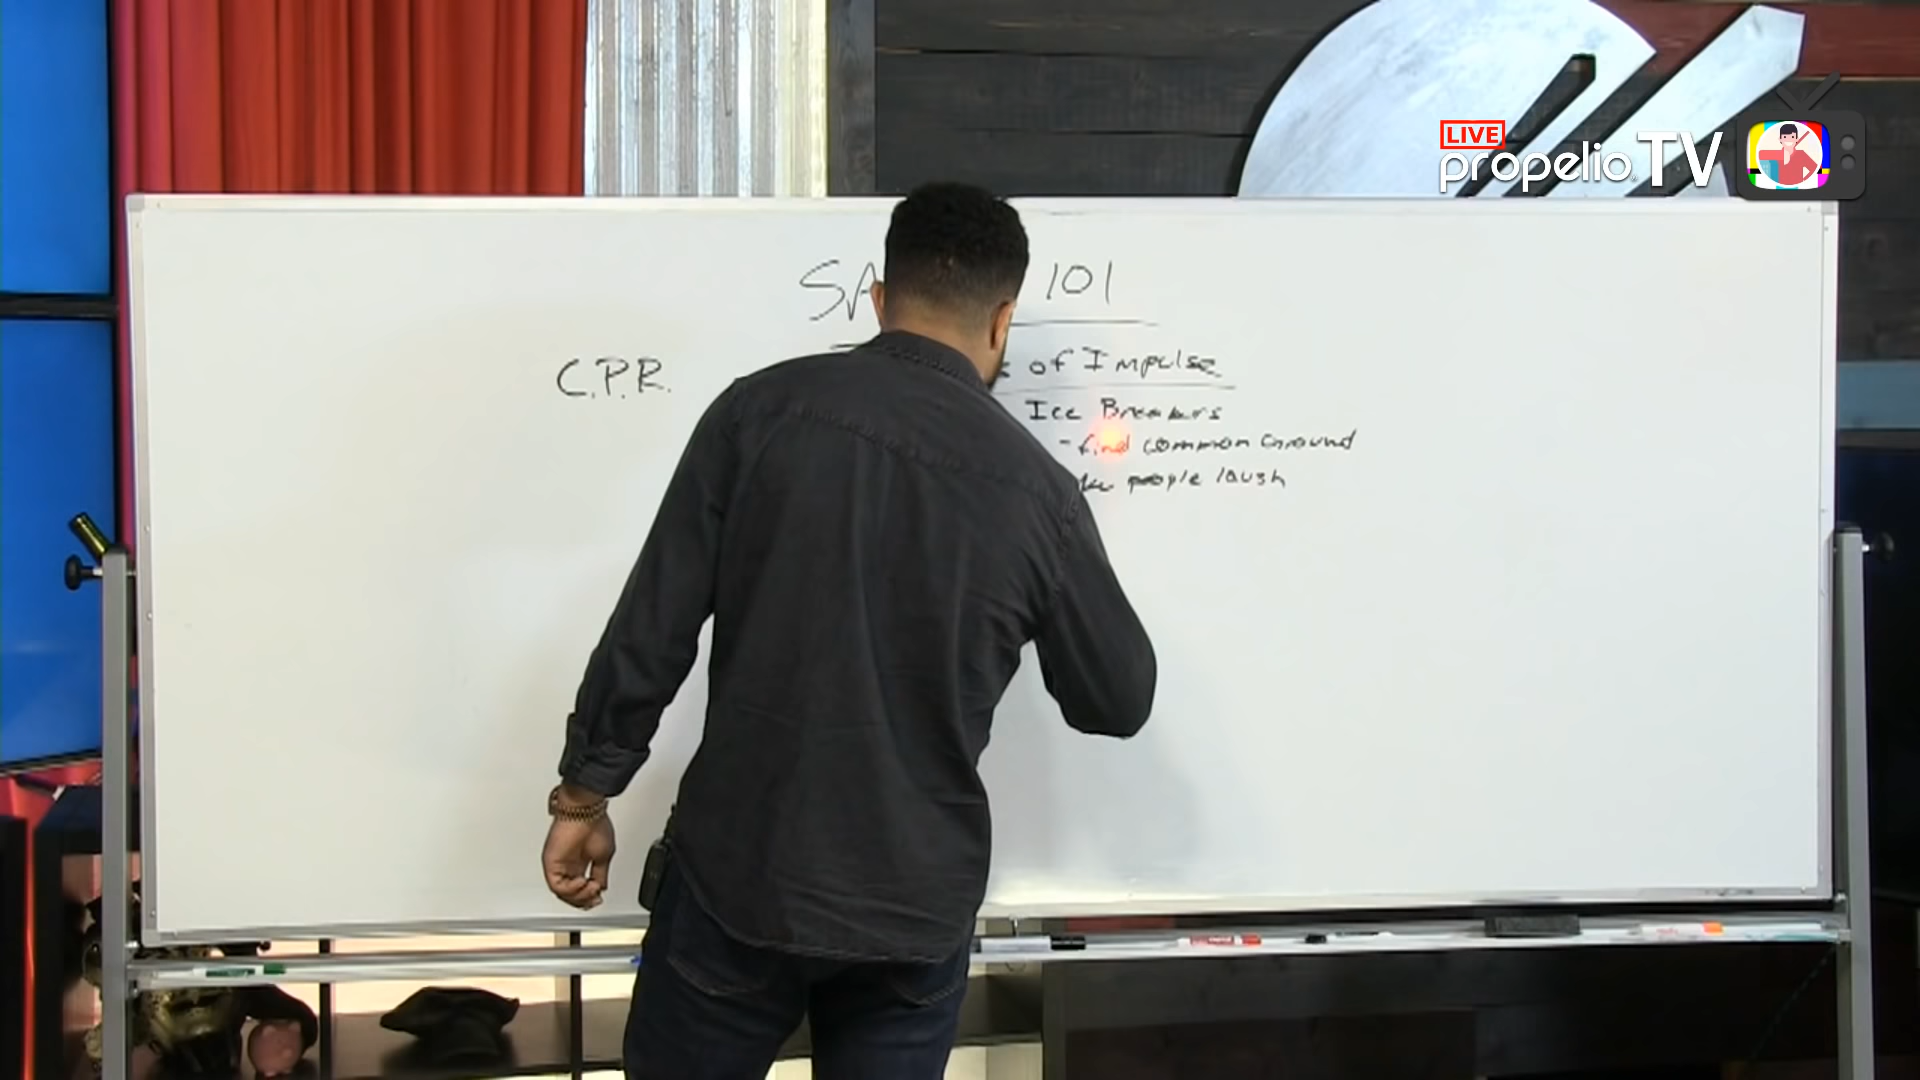 LIVE
propelio.TV
SA 101
C.P.R. of Impulse
Ice Breakers
- find common Ground
people laugh